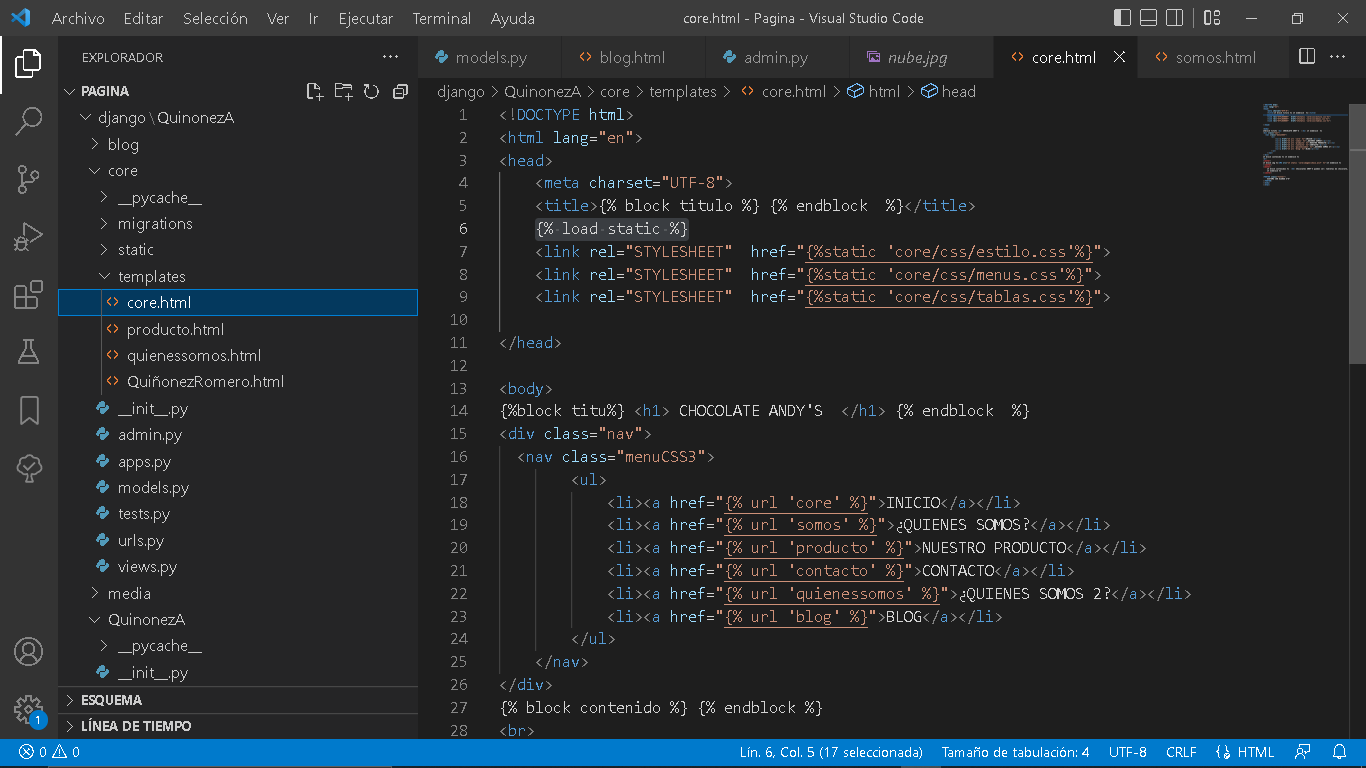 Archivo Editar Selección Ver Ir Ejecutar Terminal Ayuda core.html - Pagina - Visual Studio Code
EXPLORADOR ···
PAGINA
django \ QuinonezA
blog
core
__pycache__
migrations
static
templates
core.html
producto.html
quienessomos.html
QuiñonezRomero.html
__init__.py
admin.py
apps.py
models.py
tests.py
urls.py
views.py
media
QuinonezA
__pycache__
__init__.py
ESQUEMA
LÍNEA DE TIEMPO
1
models.py blog.html admin.py nube.jpg core.html somos.html ···
django > QuinonezA > core > templates > core.html > html > head
1 <!DOCTYPE html>
2 <html lang="en">
3 <head>
4 <meta charset="UTF-8">
5 <title>{% block titulo %} {% endblock  %}</title>
6 {% load static %}
7 <link rel="STYLESHEET"  href="{%static 'core/css/estilo.css'%}">
8 <link rel="STYLESHEET"  href="{%static 'core/css/menus.css'%}">
9 <link rel="STYLESHEET"  href="{%static 'core/css/tablas.css'%}">
10
11 </head>
12
13 <body>
14 {%block titu%} <h1> CHOCOLATE ANDY'S  </h1> {% endblock  %}
15 <div class="nav">
16 <nav class="menuCSS3">
17 <ul>
18 <li><a href="{% url 'core' %}">INICIO</a></li>
19 <li><a href="{% url 'somos' %}">¿QUIENES SOMOS?</a></li>
20 <li><a href="{% url 'producto' %}">NUESTRO PRODUCTO</a></li>
21 <li><a href="{% url 'contacto' %}">CONTACTO</a></li>
22 <li><a href="{% url 'quienessomos' %}">¿QUIENES SOMOS 2?</a></li>
23 <li><a href="{% url 'blog' %}">BLOG</a></li>
24 </ul>
25 </nav>
26 </div>
27 {% block contenido %} {% endblock %}
28 <br>
0 0 Lín. 6, Col. 5 (17 seleccionada) Tamaño de tabulación: 4 UTF-8 CRLF HTML